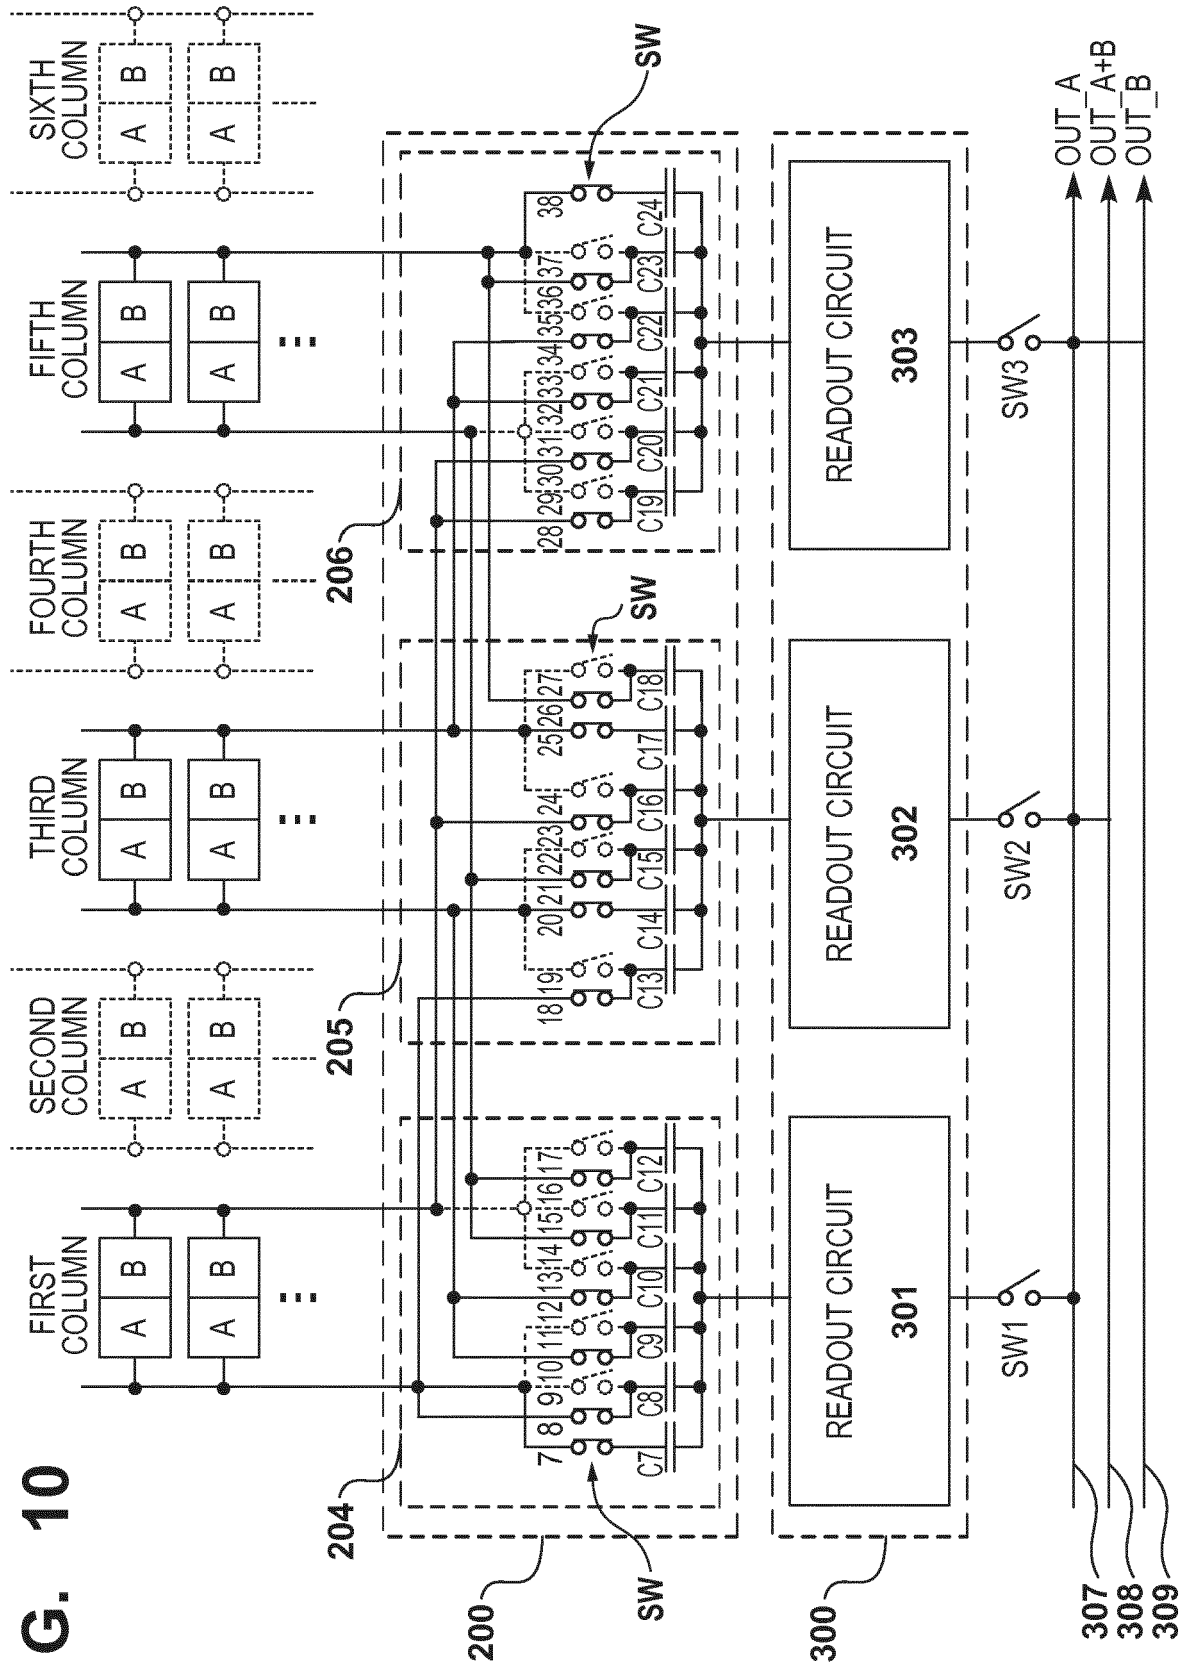 G. 10
FIRST
COLUMN
A B
A B
SECOND
COLUMN
A B
A B
THIRD
COLUMN
A B
A B
FOURTH
COLUMN
A B
A B
FIFTH
COLUMN
A B
A B
SIXTH
COLUMN
A B
A B
204
205
206
200
SW
SW
SW
7 8 9 10 11 12 13 14 15 16 17
18 19 20 21 22 23 24 25 26 27
28 29 30 31 32 33 34 35 36 37 38
C7 C8 C9 C10 C11 C12
C13 C14 C15 C16 C17 C18
C19 C20 C21 C22 C23 C24
300
READOUT CIRCUIT
301
READOUT CIRCUIT
302
READOUT CIRCUIT
303
SW1
SW2
SW3
307
OUT_A
308
OUT_A+B
309
OUT_B